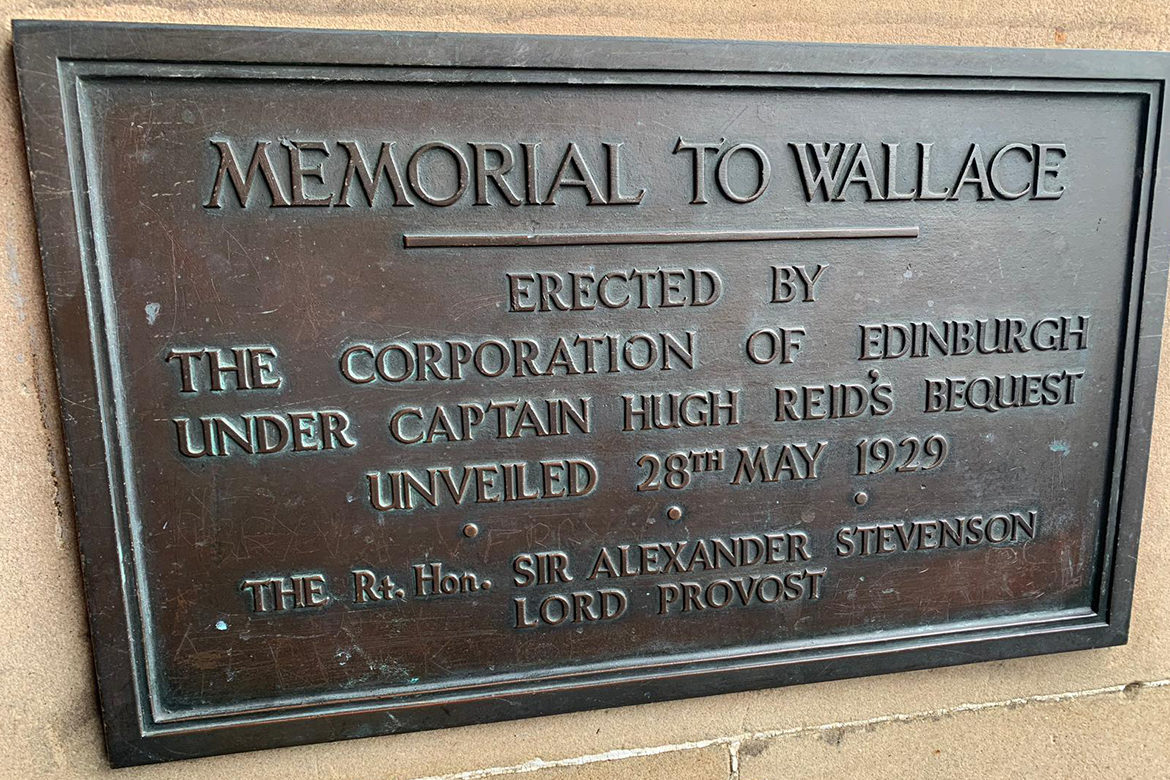 MEMORIAL TO WALLACE
ERECTED BY
THE CORPORATION OF EDINBURGH
UNDER CAPTAIN HUGH REID'S BEQUEST
UNVEILED 28TH MAY 1929
THE Rt. Hon. SIR ALEXANDER STEVENSON
LORD PROVOST